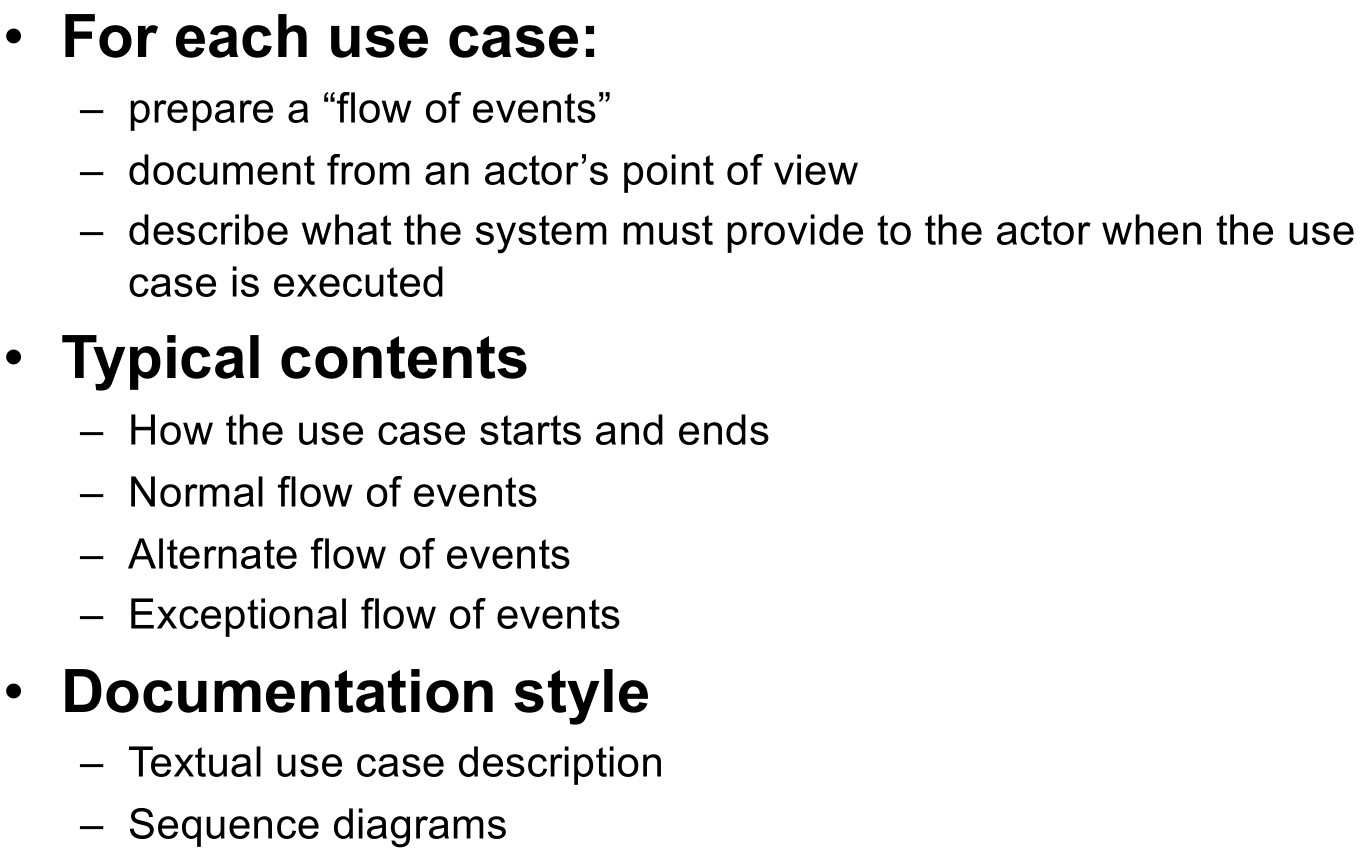 • For each use case:
– prepare a “flow of events”
– document from an actor’s point of view
– describe what the system must provide to the actor when the use
case is executed
• Typical contents
– How the use case starts and ends
– Normal flow of events
– Alternate flow of events
– Exceptional flow of events
• Documentation style
– Textual use case description
– Sequence diagrams